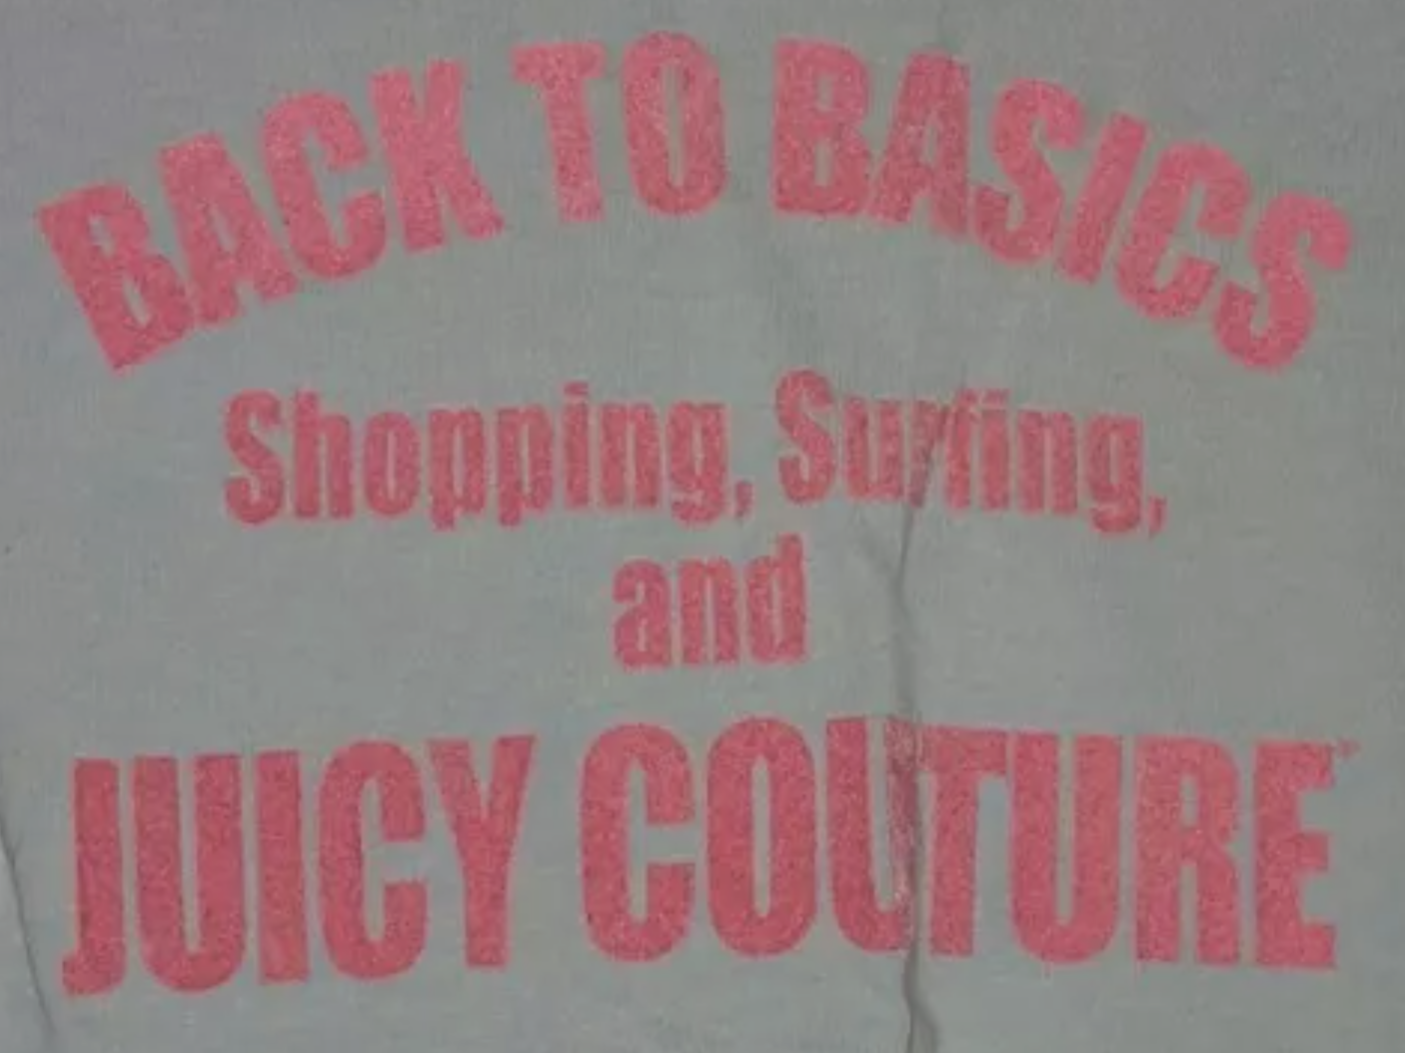 BACK TO BASICS
Shopping, Surfing,
and
JUICY COUTURE